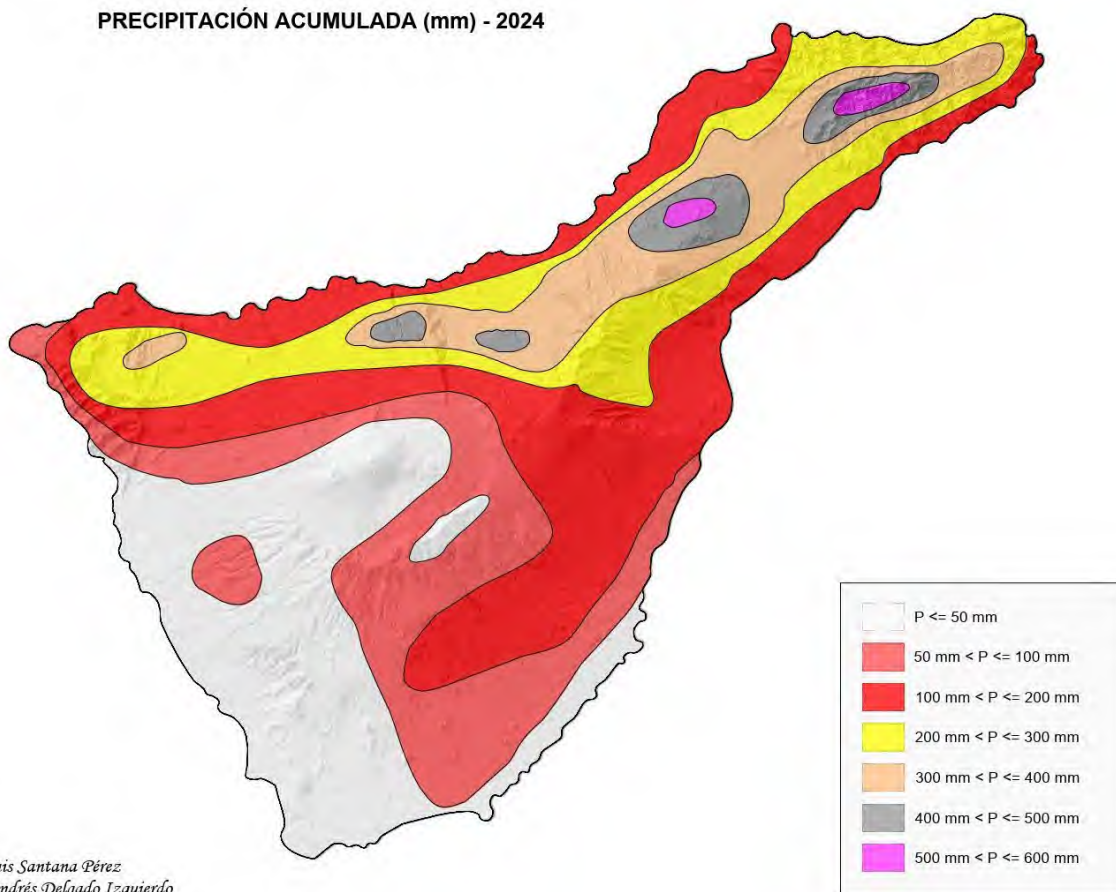 PRECIPITACIÓN ACUMULADA (mm) - 2024
P <= 50 mm
50 mm < P <= 100 mm
100 mm < P <= 200 mm
200 mm < P <= 300 mm
300 mm < P <= 400 mm
400 mm < P <= 500 mm
500 mm < P <= 600 mm
Santana Pérez
Delgado Izquierdo